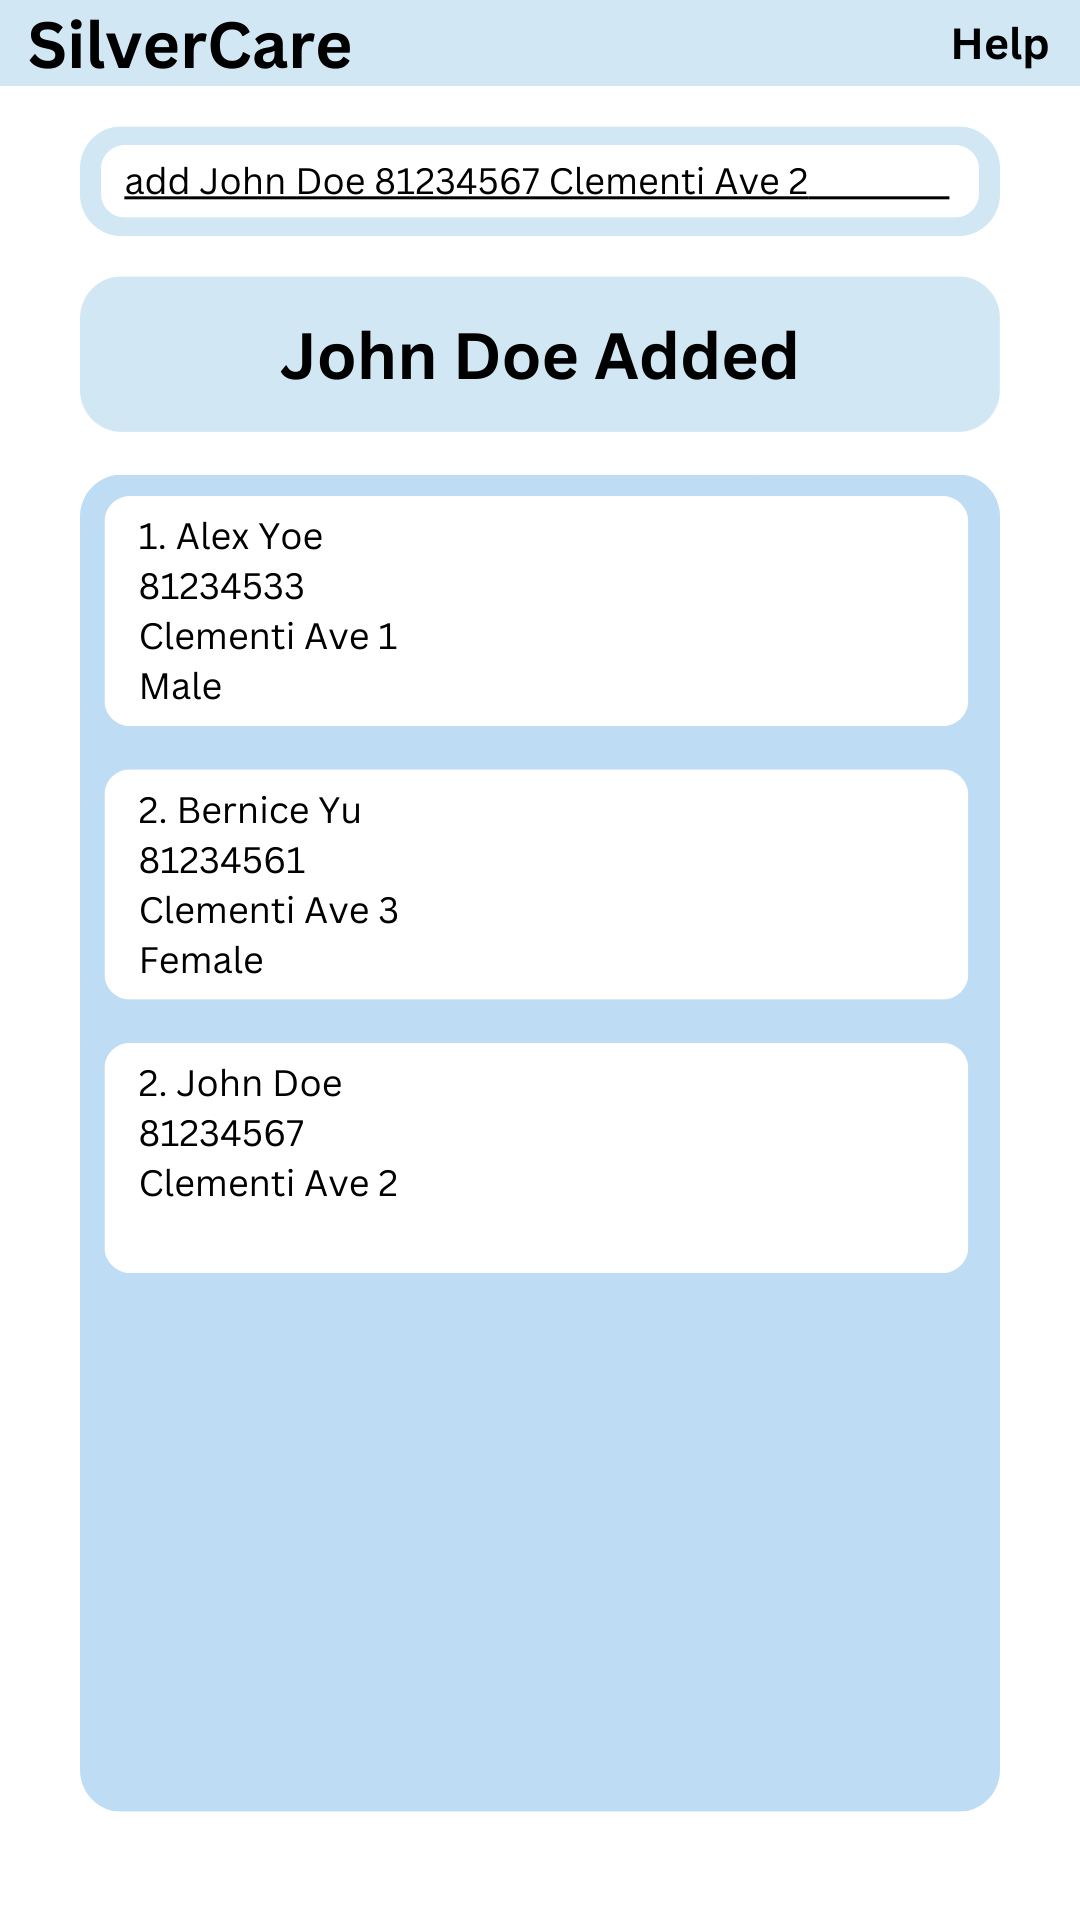 SilverCare
Help
add John Doe 81234567 Clementi Ave 2
John Doe Added
1. Alex Yoe
81234533
Clementi Ave 1
Male
2. Bernice Yu
81234561
Clementi Ave 3
Female
2. John Doe
81234567
Clementi Ave 2